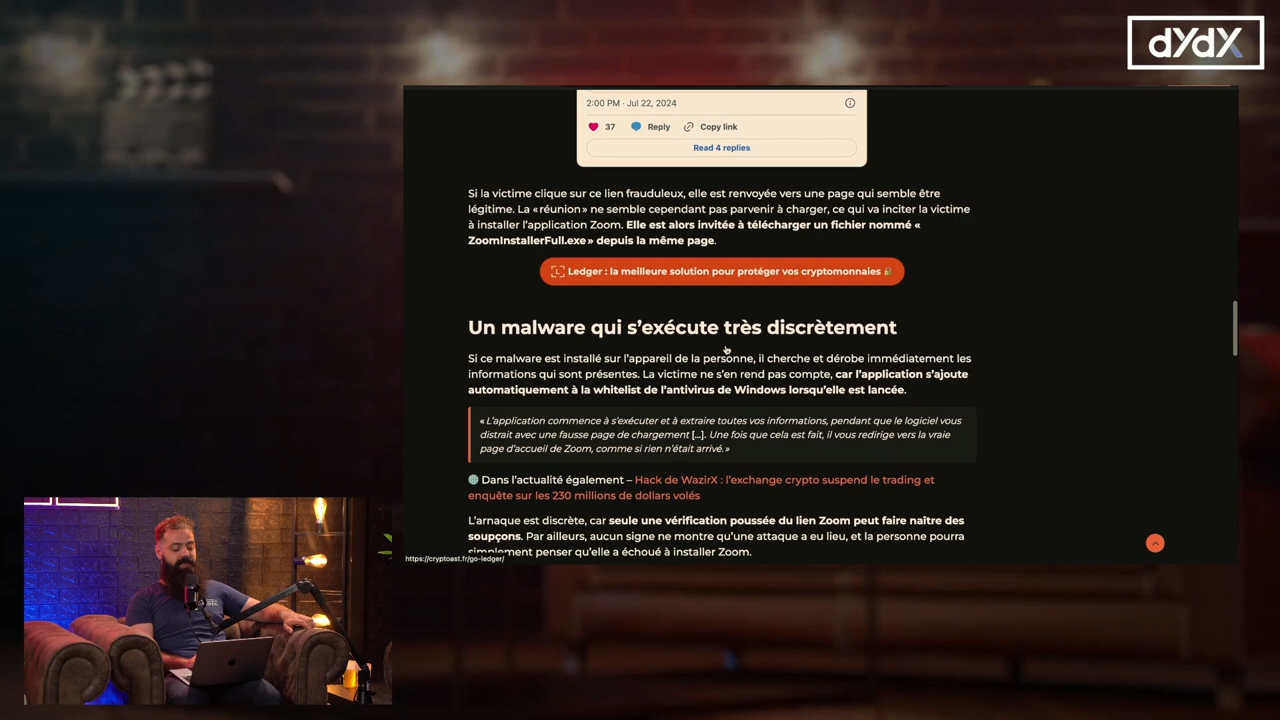 dYdX
2:00 PM · Jul 22, 2024
37 Reply Copy link
Read 4 replies
Si la victime clique sur ce lien frauduleux, elle est renvoyée vers une page qui semble être
légitime. La « réunion » ne semble cependant pas parvenir à charger, ce qui va inciter la victime
à installer l’application Zoom. Elle est alors invitée à télécharger un fichier nommé «
ZoomInstallerFull.exe » depuis la même page.
Ledger : la meilleure solution pour protéger vos cryptomonnaies
Un malware qui s’exécute très discrètement
Si ce malware est installé sur l’appareil de la personne, il cherche et dérobe immédiatement les
informations qui sont présentes. La victime ne s’en rend pas compte, car l’application s’ajoute
automatiquement à la whitelist de l’antivirus de Windows lorsqu’elle est lancée.
« L’application commence à s’exécuter et à extraire toutes vos informations, pendant que le logiciel vous
distrait avec une fausse page de chargement [...]. Une fois que cela est fait, il vous redirige vers la vraie
page d’accueil de Zoom, comme si rien n’était arrivé. »
Dans l’actualité également – Hack de WazirX : l’exchange crypto suspend le trading et
enquête sur les 230 millions de dollars volés
L’arnaque est discrète, car seule une vérification poussée du lien Zoom peut faire naître des
soupçons. Par ailleurs, aucun signe ne montre qu’une attaque a eu lieu, et la personne pourra
simplement penser qu’elle a échoué à installer Zoom.
https://cryptoast.fr/go-ledger/